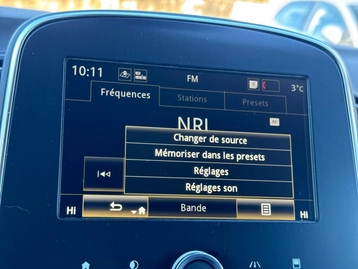 10:11
FM
3°c
Fréquences
Stations
Presets
AF
Changer de source
Mémoriser dans les presets
Réglages
Réglages son
Hi
Bande
Hi